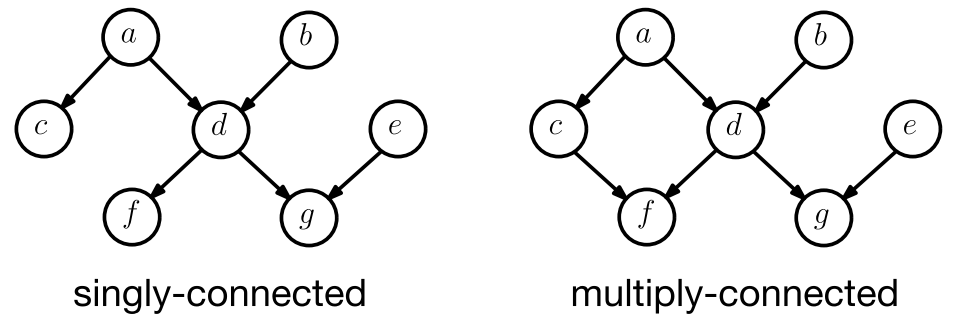 a b a b
c d e c d e
f g f g
singly-connected multiply-connected